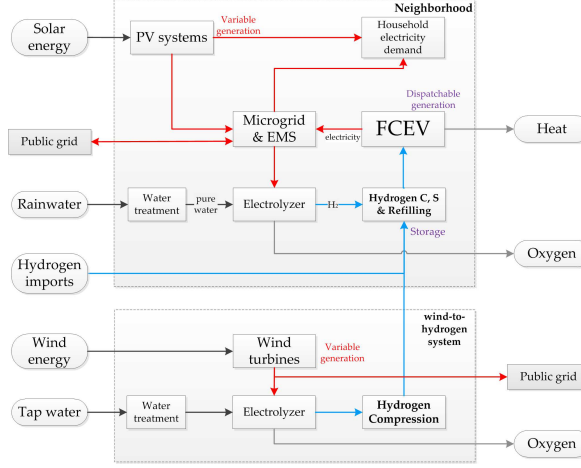 Neighborhood
Solar
energy
PV systems
Variable
generation
Household
electricity
demand
Dispatchable
generation
Public grid
Microgrid
& EMS
electricity
FCEV
Heat
Rainwater
Water
treatment
pure
water
Electrolyzer
H₂
Hydrogen C, S
& Refilling
Storage
Oxygen
Hydrogen
imports
wind-to-
hydrogen
system
Wind
energy
Wind
turbines
Variable
generation
Public grid
Tap water
Water
treatment
Electrolyzer
Hydrogen
Compression
Oxygen